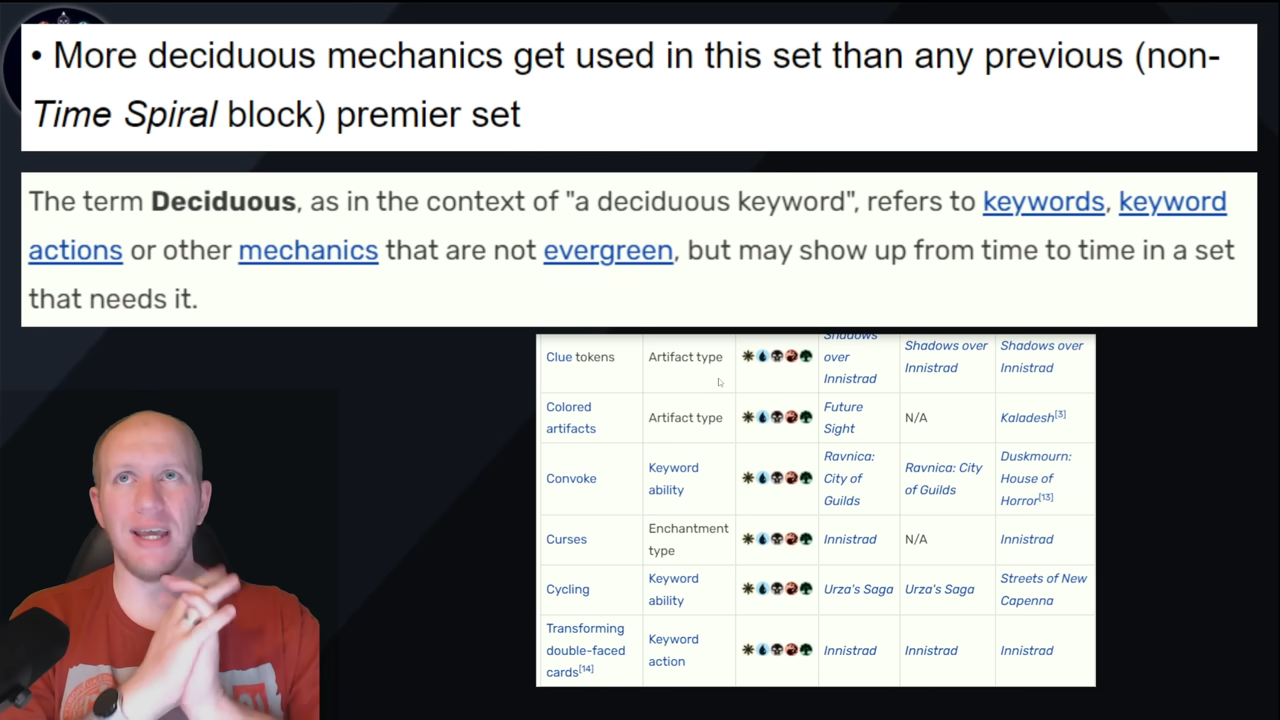 • More deciduous mechanics get used in this set than any previous (non-
Time Spiral block) premier set
The term Deciduous, as in the context of "a deciduous keyword", refers to keywords, keyword
actions or other mechanics that are not evergreen, but may show up from time to time in a set
that needs it.
Clue tokens Artifact type Shadows over Innistrad Shadows over Innistrad Shadows over Innistrad
Colored artifacts Artifact type Future Sight N/A Kaladesh[3]
Convoke Keyword ability Ravnica: City of Guilds Ravnica: City of Guilds Duskmourn: House of Horror[13]
Curses Enchantment type Innistrad N/A Innistrad
Cycling Keyword ability Urza's Saga Urza's Saga Streets of New Capenna
Transforming double-faced cards[14] Keyword action Innistrad Innistrad Innistrad